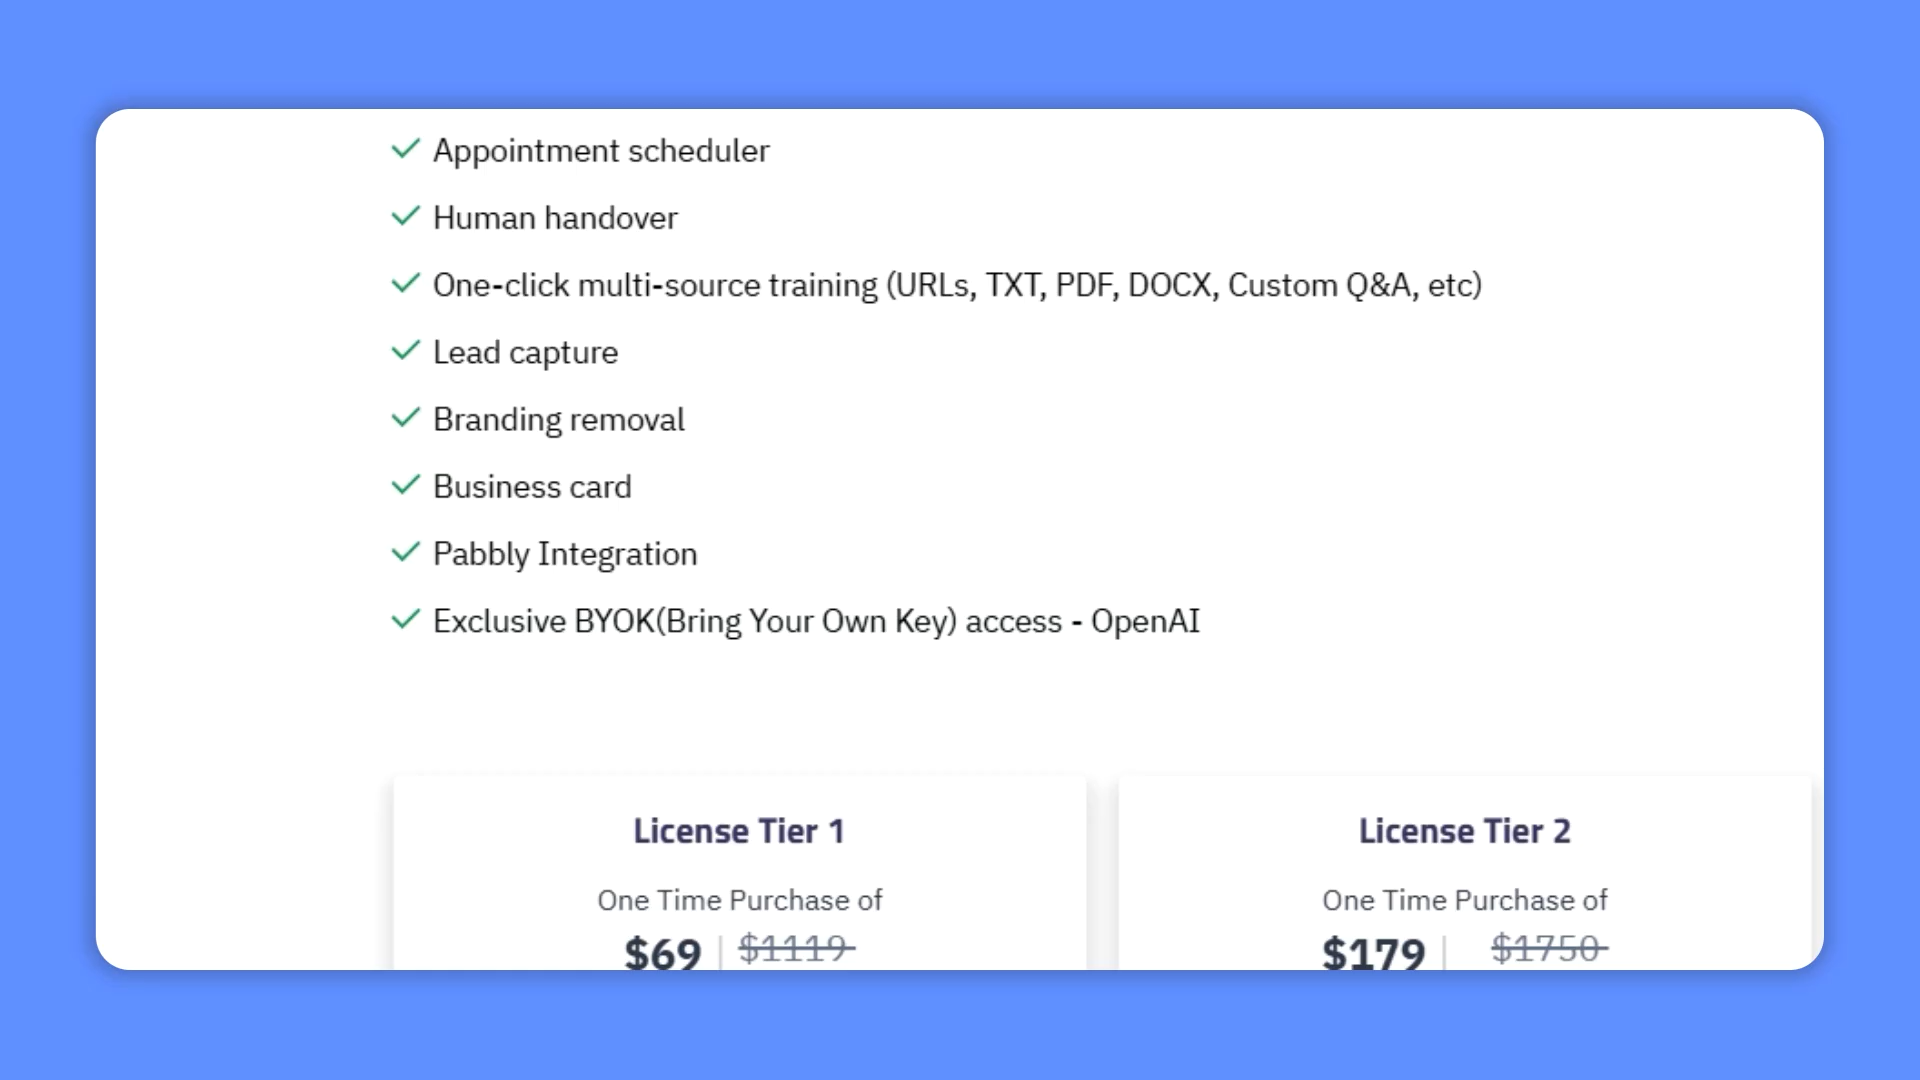 Appointment scheduler
Human handover
One-click multi-source training (URLs, TXT, PDF, DOCX, Custom Q&A, etc)
Lead capture
Branding removal
Business card
Pabbly Integration
Exclusive BYOK(Bring Your Own Key) access - OpenAI
License Tier 1
One Time Purchase of
$69 | $1119
License Tier 2
One Time Purchase of
$179 | $1750